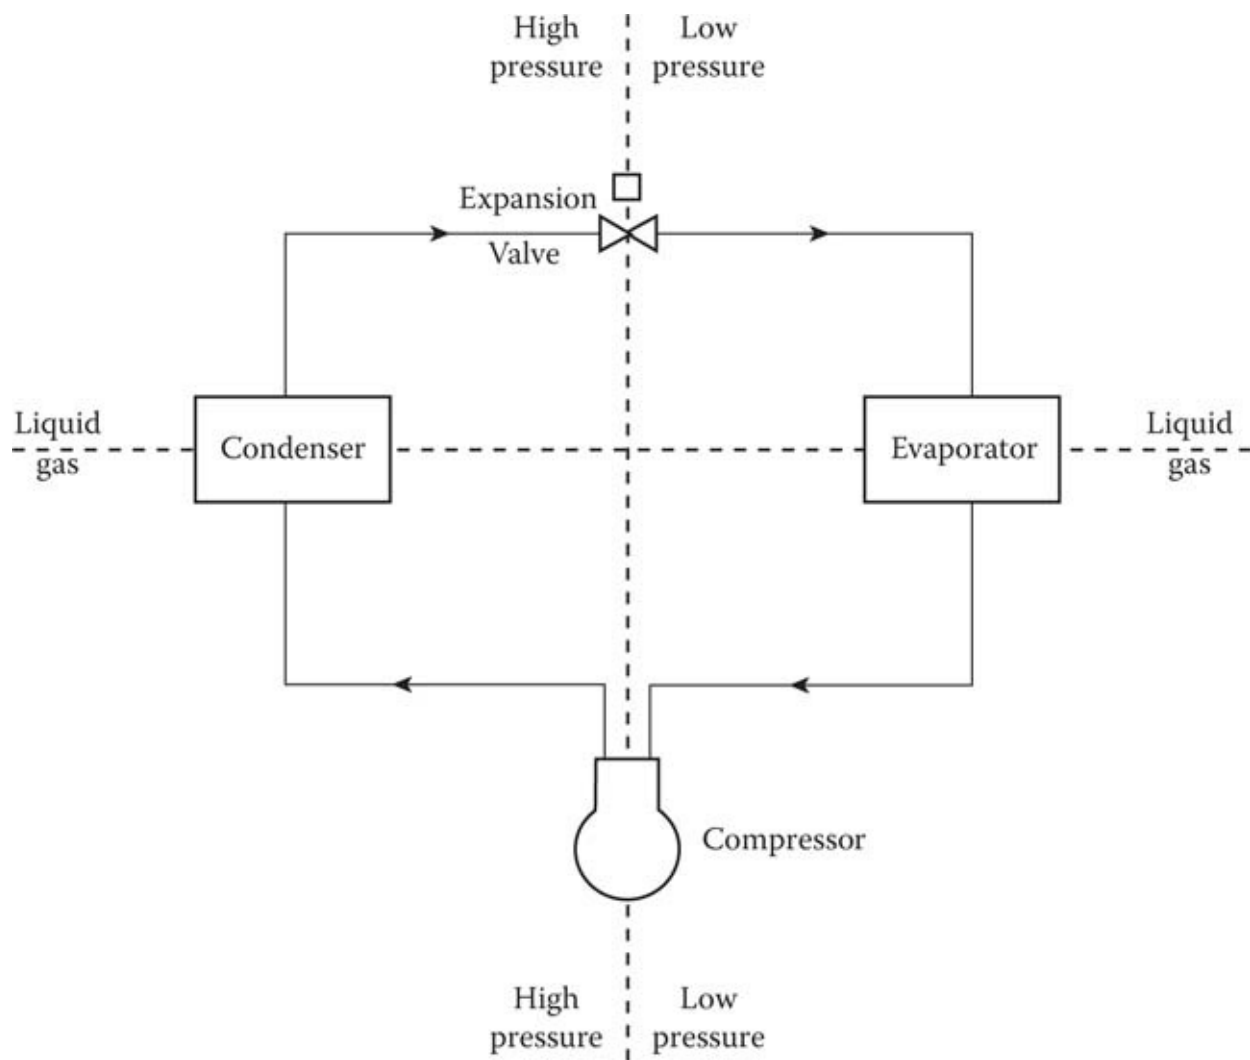 High
pressure
Low
pressure
Expansion
Valve
Liquid
gas
Condenser
Evaporator
Liquid
gas
Compressor
High
pressure
Low
pressure